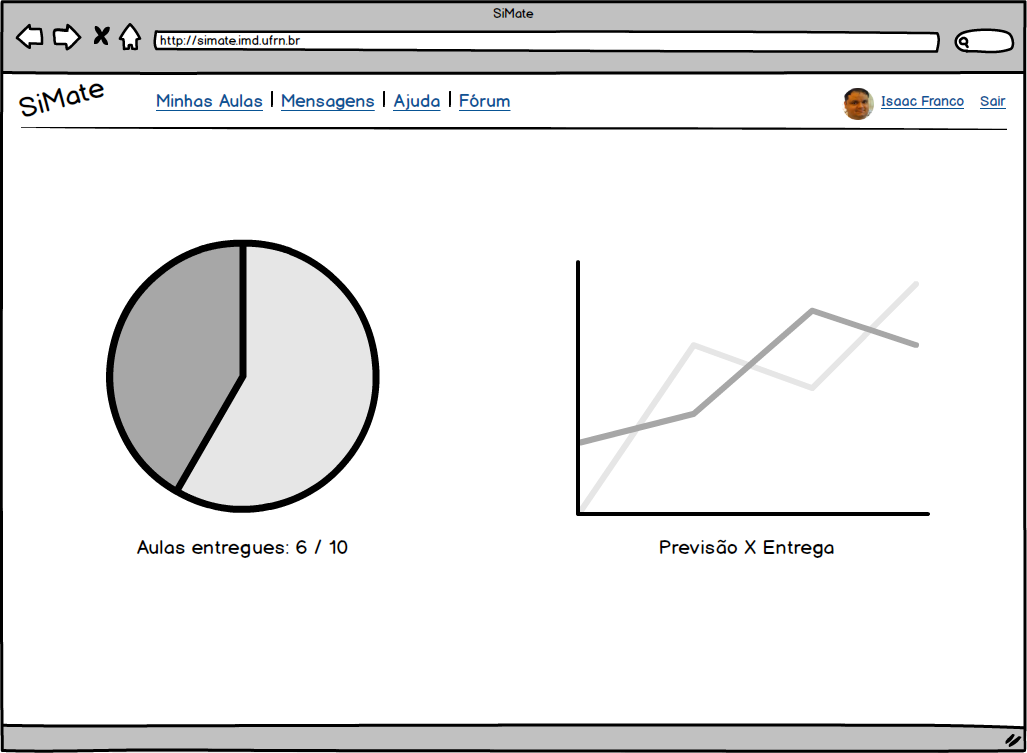 SiMate
http://simate.imd.ufrn.br
SiMate
Minhas Aulas | Mensagens | Ajuda | Fórum
Isaac Franco Sair
Aulas entregues: 6 / 10
Previsão X Entrega